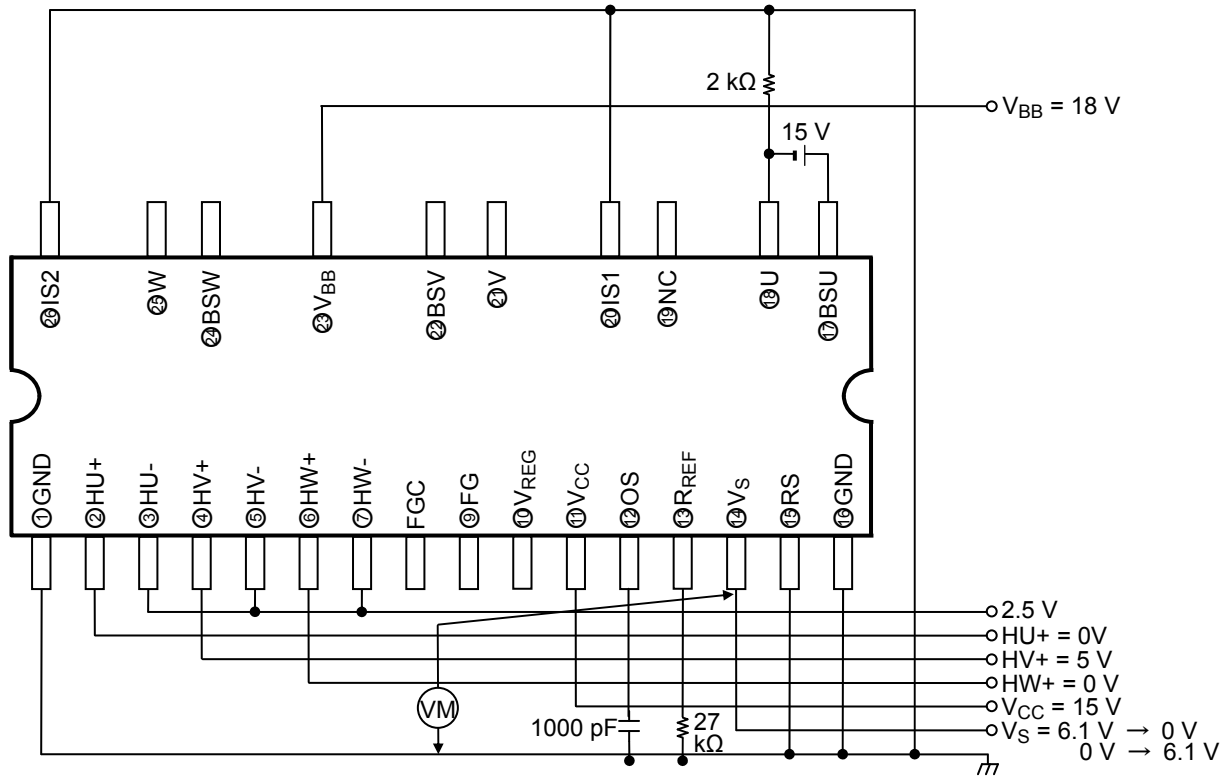 2 kΩ
V_BB = 18 V
15 V
㉖IS2
㉕W
㉔BSW
㉓V_BB
㉒BSV
㉑V
⑳IS1
⑲NC
⑱U
⑰BSU
①GND
②HU+
③HU-
④HV+
⑤HV-
⑥HW+
⑦HW-
FGC
⑨FG
⑩V_REG
⑪V_CC
⑫OS
⑬R_REF
⑭V_S
⑮RS
⑯GND
2.5 V
HU+ = 0V
HV+ = 5 V
HW+ = 0 V
V_CC = 15 V
VM
1000 pF
27
kΩ
V_S = 6.1 V → 0 V
0 V → 6.1 V